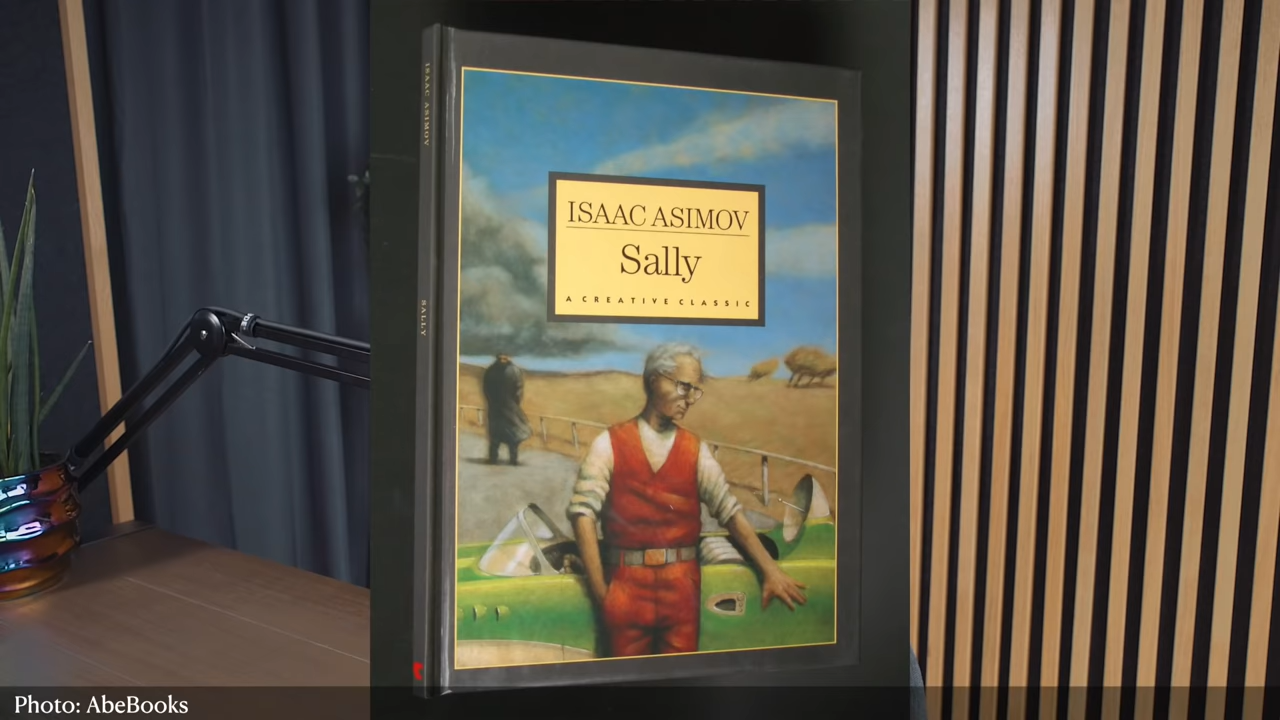 ISAAC ASIMOV
SALLY
ISAAC ASIMOV
Sally
A CREATIVE CLASSIC
Photo: AbeBooks